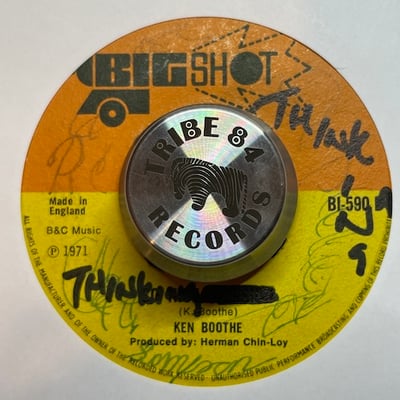 BIG SHOT
THINK
TRIBE 84
RECORDS
Made in
England
BI-590
B&C Music
℗ 1971
THINKING
(K. Boothe)
KEN BOOTHE
Produced by: Herman Chin-Loy
ALL RIGHTS OF THE MANUFACTURER AND OF THE OWNER OF THE RECORDED WORK RESERVED - UNAUTHORISED PUBLIC PERFORMANCE BROADCASTING AND COPYING OF THIS